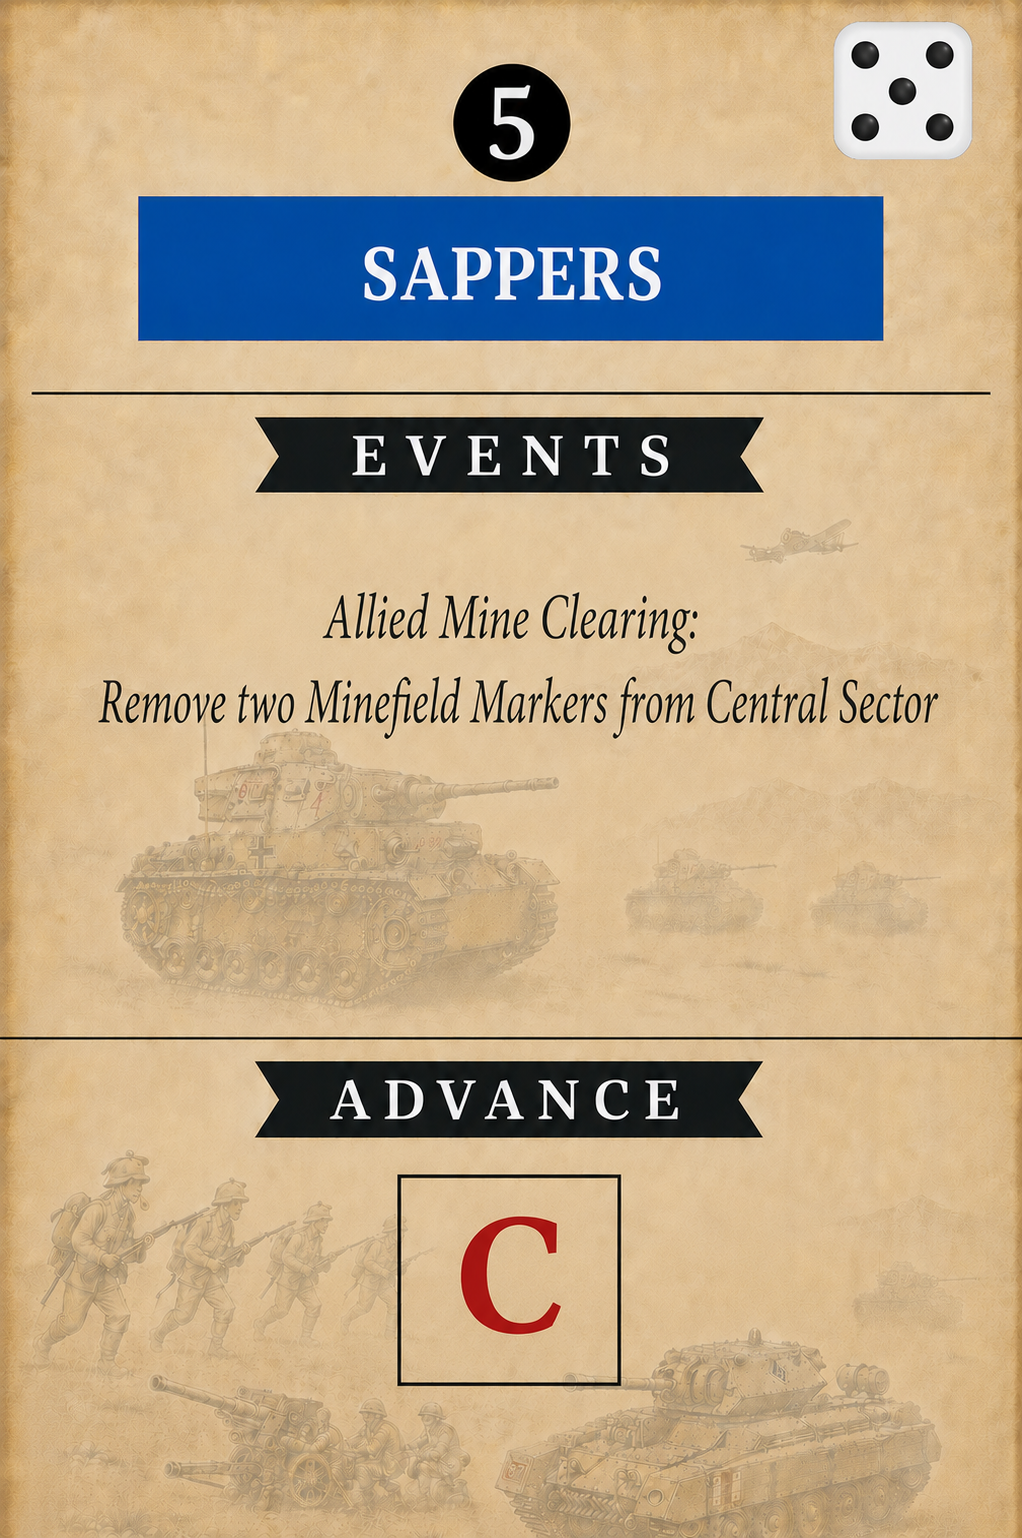 5
SAPPERS
EVENTS
Allied Mine Clearing:
Remove two Minefield Markers from Central Sector
ADVANCE
C